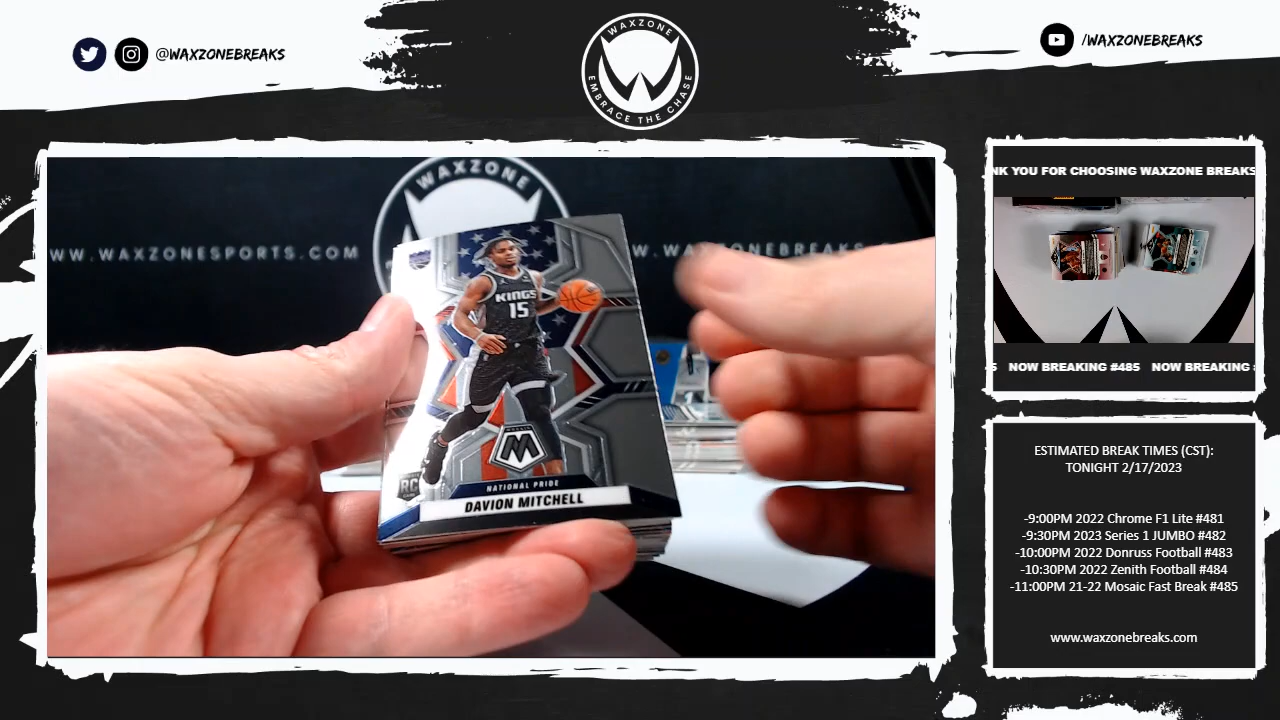 @WAXZONEBREAKS
WAXZONE
EMBRACE THE CHASE
/WAXZONEBREAKS
WAXZONE
WW.WAXZONESPORTS.COM
W.WAXZONEBREAKS.
KINGS
15
MOSAIC
M
RC
NATIONAL PRIDE
DAVION MITCHELL
NK YOU FOR CHOOSING WAXZONE BREAKS
5 NOW BREAKING #485 NOW BREAKING
ESTIMATED BREAK TIMES (CST):
TONIGHT 2/17/2023
-9:00PM 2022 Chrome F1 Lite #481
-9:30PM 2023 Series 1 JUMBO #482
-10:00PM 2022 Donruss Football #483
-10:30PM 2022 Zenith Football #484
-11:00PM 21-22 Mosaic Fast Break #485
www.waxzonebreaks.com